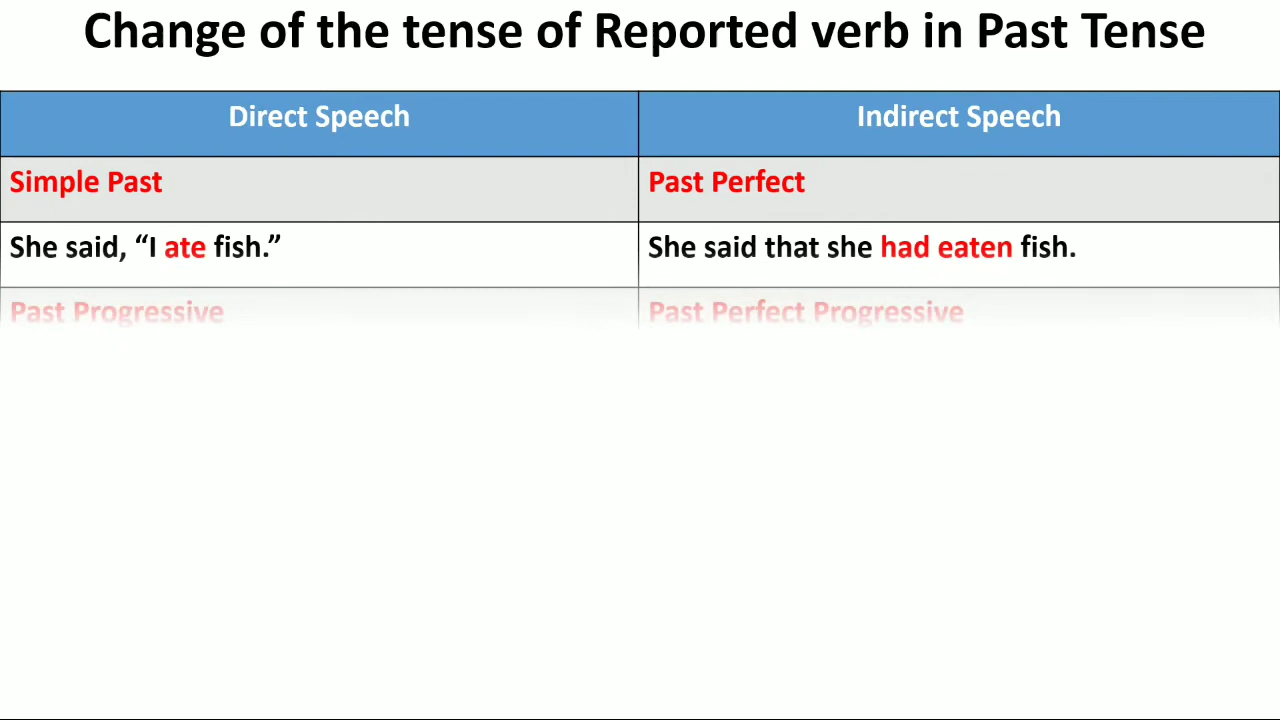 Change of the tense of Reported verb in Past Tense
Direct Speech
Indirect Speech
Simple Past
Past Perfect
She said, “I ate fish.”
She said that she had eaten fish.
Past Progressive
Past Perfect Progressive